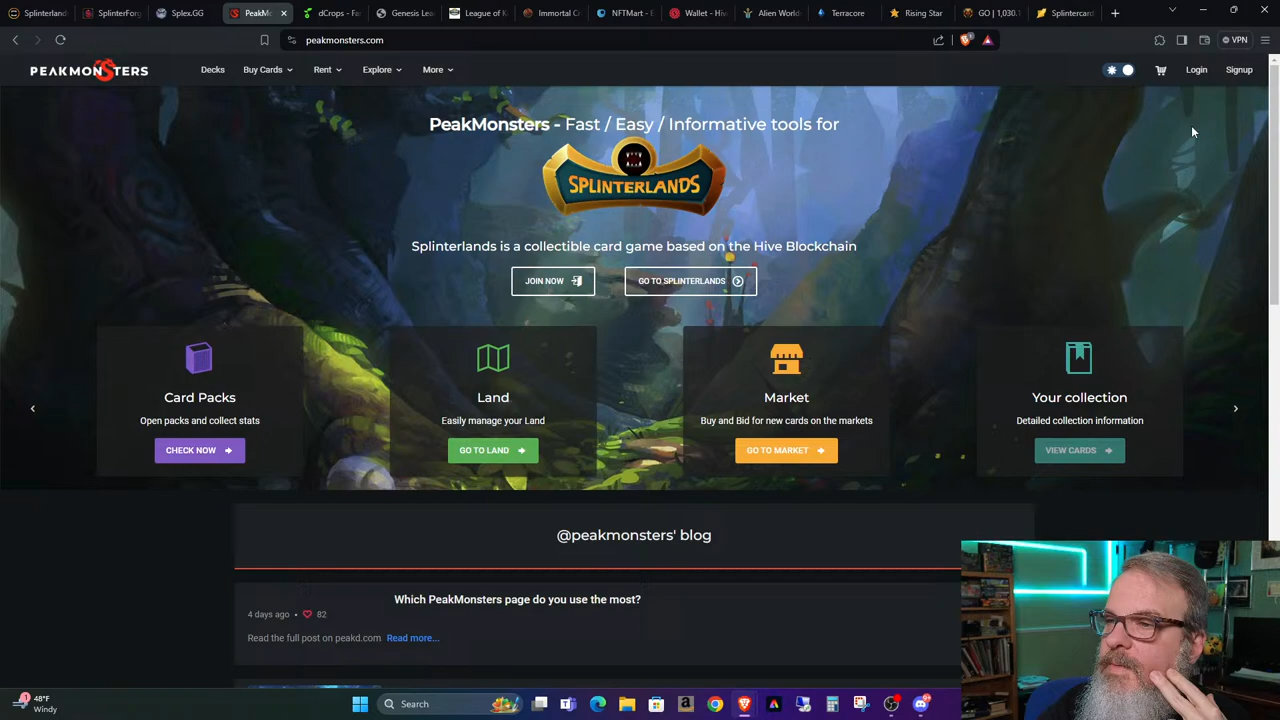 Splinterland
SplinterForg
Splex.GG
PeakMo
dCrops - Fa
Genesis Lea
League of K
Immortal C
NFTMart - E
Wallet - Hiv
Alien World
Terracore
Rising Star
GO | 1,030.1
Splintercard
peakmonsters.com
VPN
PEAKMONSTERS
Decks
Buy Cards
Rent
Explore
More
Login
Signup
PeakMonsters - Fast / Easy / Informative tools for
SPLINTERLANDS
Splinterlands is a collectible card game based on the Hive Blockchain
JOIN NOW
GO TO SPLINTERLANDS
Card Packs
Open packs and collect stats
CHECK NOW
Land
Easily manage your Land
GO TO LAND
Market
Buy and Bid for new cards on the markets
GO TO MARKET
Your collection
Detailed collection information
VIEW CARDS
@peakmonsters' blog
Which PeakMonsters page do you use the most?
4 days ago • 82
Read the full post on peakd.com Read more...
1
48°F
Windy
Search